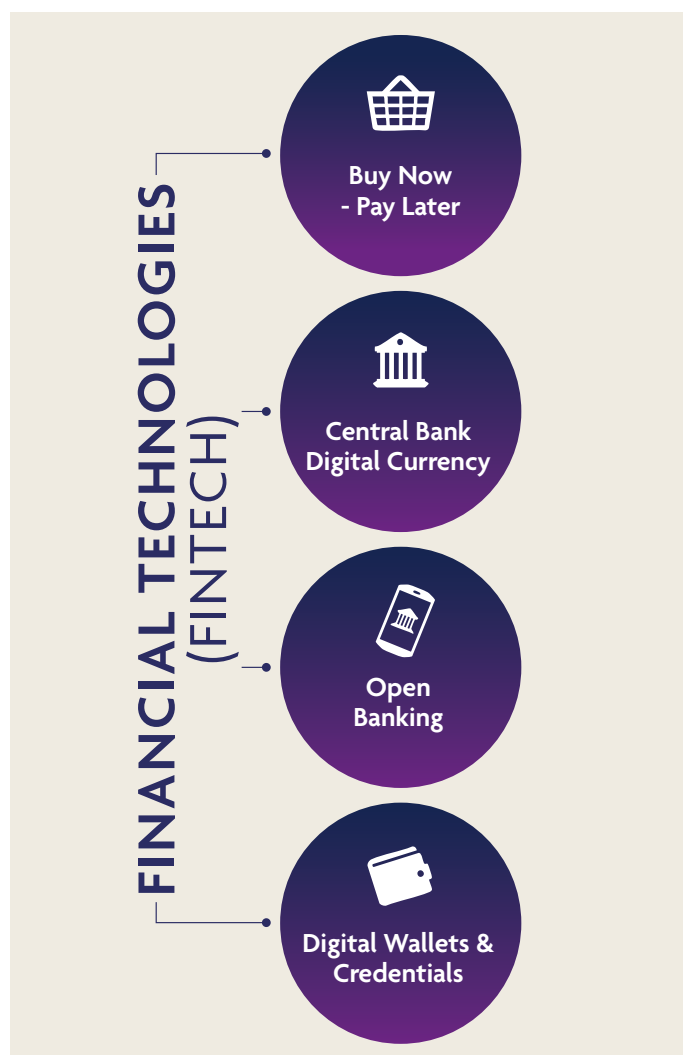 FINANCIAL TECHNOLOGIES
(FINTECH)
Buy Now
- Pay Later
Central Bank
Digital Currency
Open
Banking
Digital Wallets &
Credentials